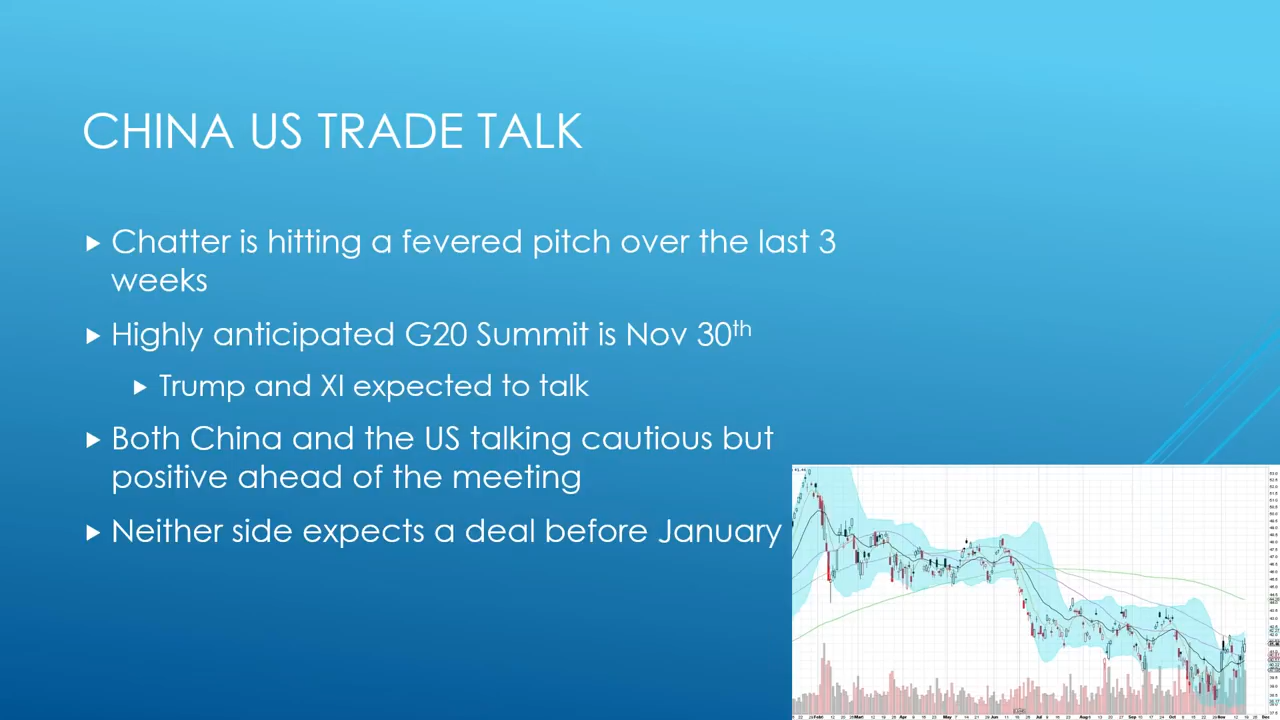 CHINA US TRADE TALK
Chatter is hitting a fevered pitch over the last 3
weeks
Highly anticipated G20 Summit is Nov 30th
Trump and XI expected to talk
Both China and the US talking cautious but
positive ahead of the meeting
Neither side expects a deal before January